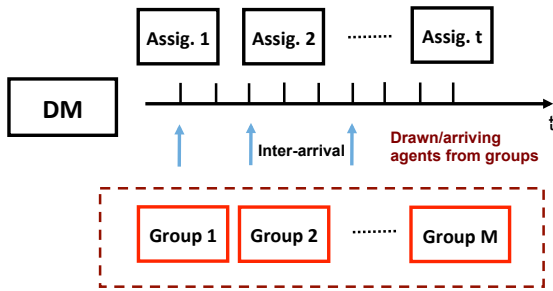 Assig. 1
Assig. 2
Assig. t
DM
t
Inter-arrival
Drawn/arriving
agents from groups
Group 1
Group 2
Group M